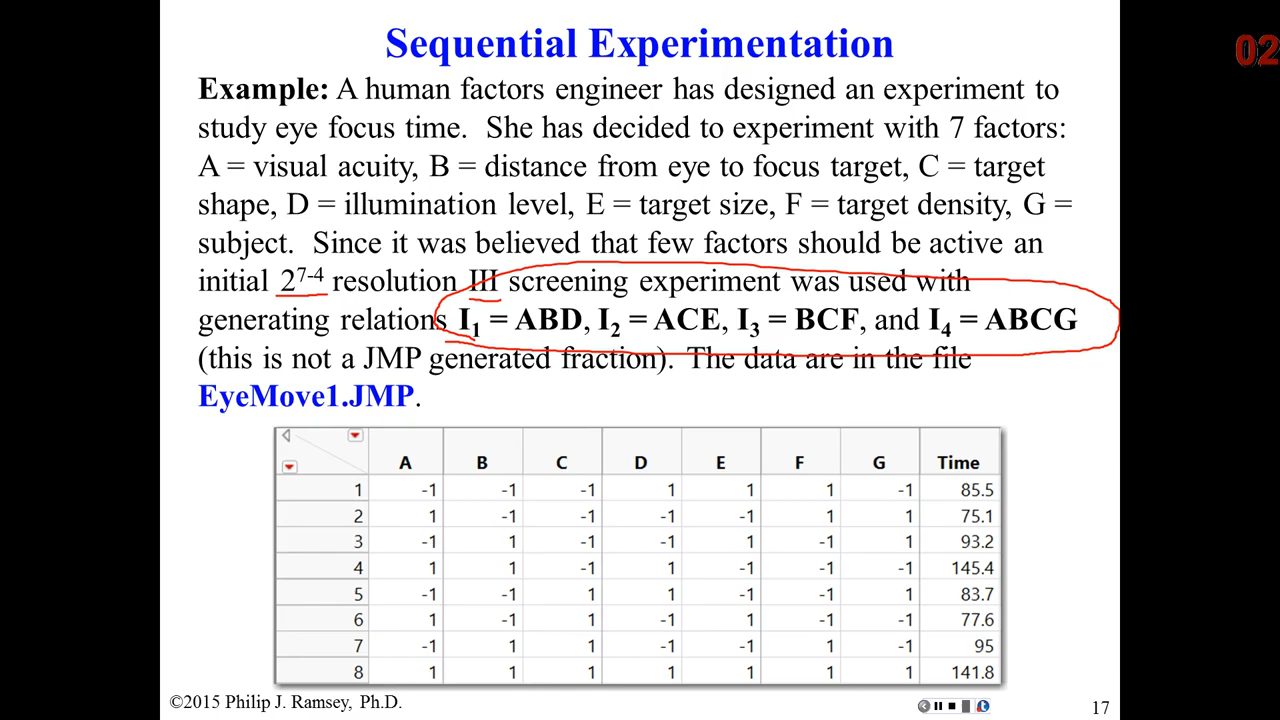 Sequential Experimentation
02
Example: A human factors engineer has designed an experiment to
study eye focus time. She has decided to experiment with 7 factors:
A = visual acuity, B = distance from eye to focus target, C = target
shape, D = illumination level, E = target size, F = target density, G =
subject. Since it was believed that few factors should be active an
initial 2⁷⁻⁴ resolution III screening experiment was used with
generating relations I₁ = ABD, I₂ = ACE, I₃ = BCF, and I₄ = ABCG
(this is not a JMP generated fraction). The data are in the file
EyeMove1.JMP.
A B C D E F G Time
1 -1 -1 -1 1 1 1 -1 85.5
2 1 -1 -1 -1 -1 1 1 75.1
3 -1 1 -1 -1 1 -1 1 93.2
4 1 1 -1 1 -1 -1 -1 145.4
5 -1 -1 1 1 -1 -1 1 83.7
6 1 -1 1 -1 1 -1 -1 77.6
7 -1 1 1 -1 -1 1 -1 95
8 1 1 1 1 1 1 1 141.8
©2015 Philip J. Ramsey, Ph.D.
17